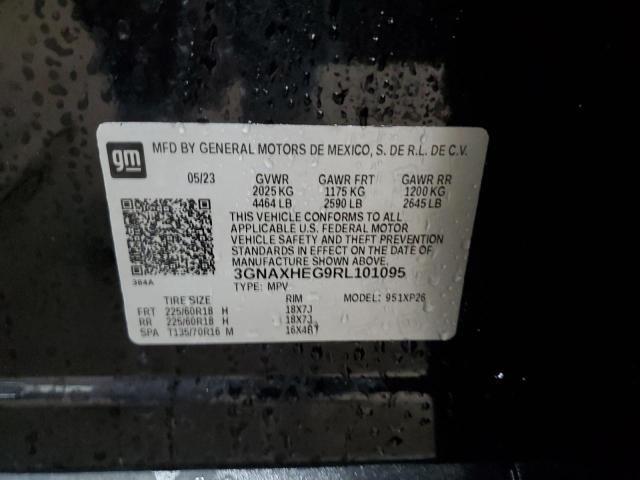 gm
MFD BY GENERAL MOTORS DE MEXICO, S. DE R.L. DE C.V.
05/23 GVWR GAWR FRT GAWR RR
2025 KG 1175 KG 1200 KG
4464 LB 2590 LB 2645 LB
THIS VEHICLE CONFORMS TO ALL
APPLICABLE U.S. FEDERAL MOTOR
VEHICLE SAFETY AND THEFT
PREVENTION STANDARDS IN
EFFECT ON THE DATE OF
MANUFACTURE SHOWN ABOVE.
384A 3GNAXHEG9RL101095
TYPE: MPV MODEL: 951XP26
TIRE SIZE RIM
FRT 225/60R18 H 18X7J
RR 225/60R18 H 18X7J
SPA T135/70R16 M 16X4BT